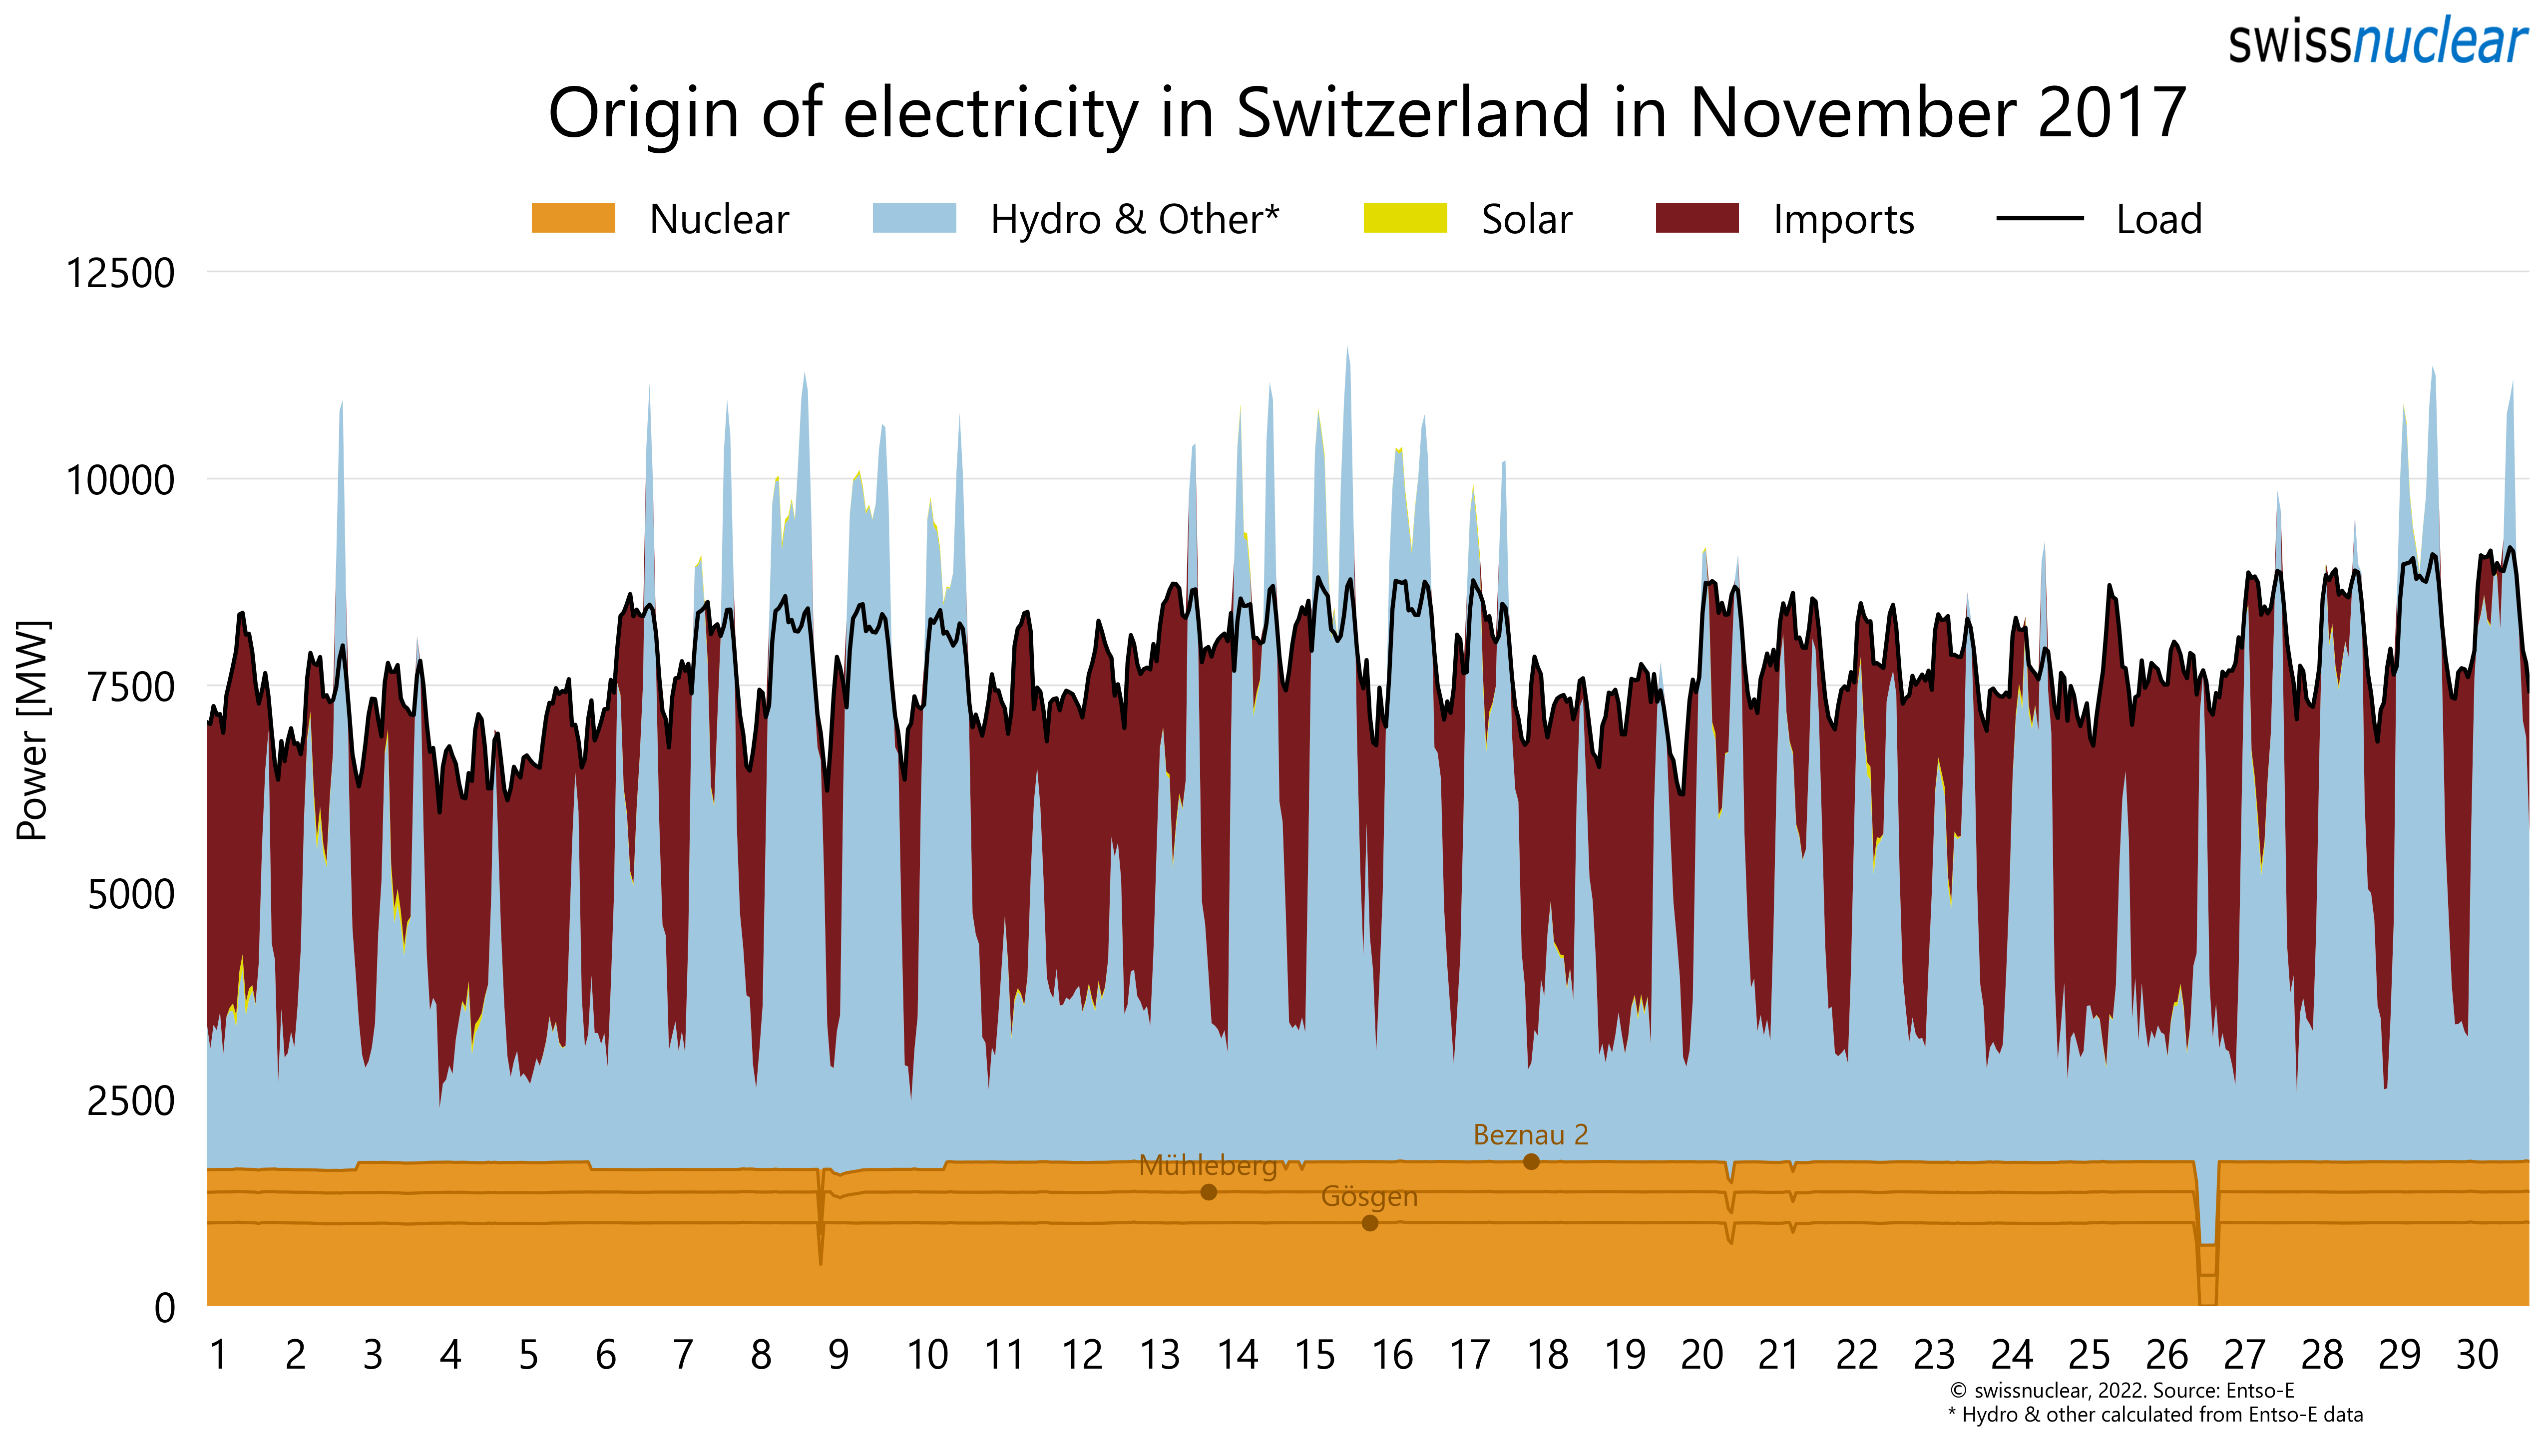 swissnuclear
Origin of electricity in Switzerland in November 2017
Nuclear Hydro & Other* Solar Imports Load
12500
10000
7500
5000
2500
0
Power [MW]
Beznau 2
Mühleberg
Gösgen
1 2 3 4 5 6 7 8 9 10 11 12 13 14 15 16 17 18 19 20 21 22 23 24 25 26 27 28 29 30
© swissnuclear, 2022. Source: Entso-E
* Hydro & other calculated from Entso-E data